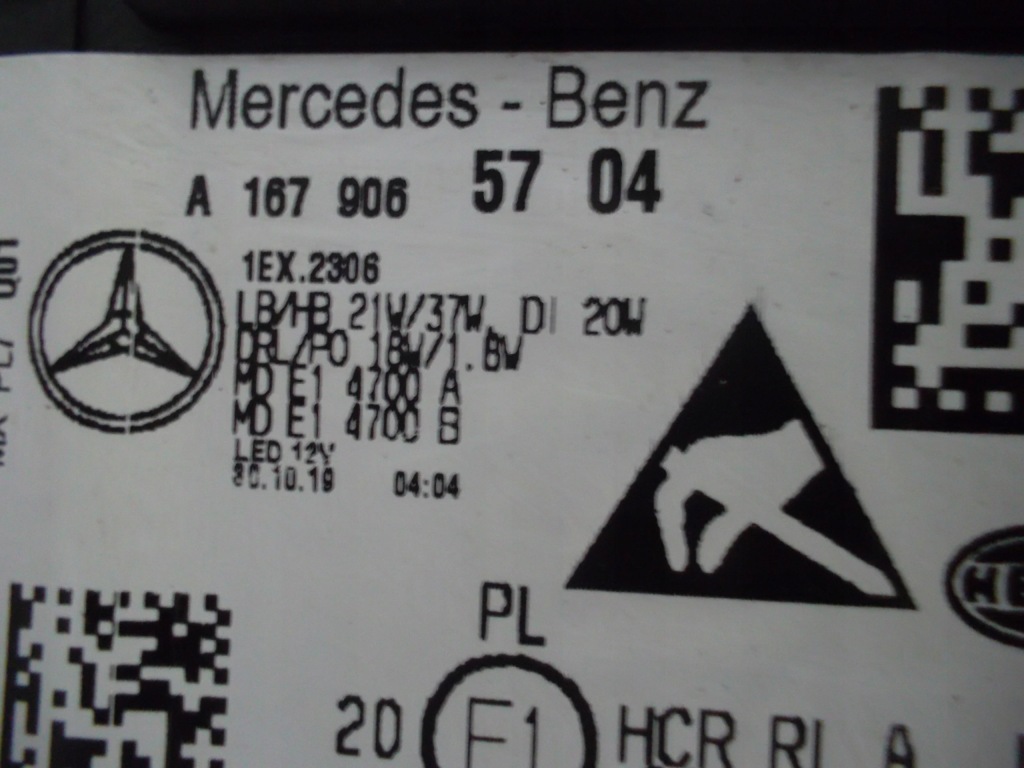 Mercedes - Benz
A 167 906 57 04
1EX.2306
LB/HB 21W/37W, DI 20W
DRL/PO 18W/1.8W
MD E1 4700 A
MD E1 4700 B
LED 12V
30.10.19 04:04
PL
20 E1 HCR RL A